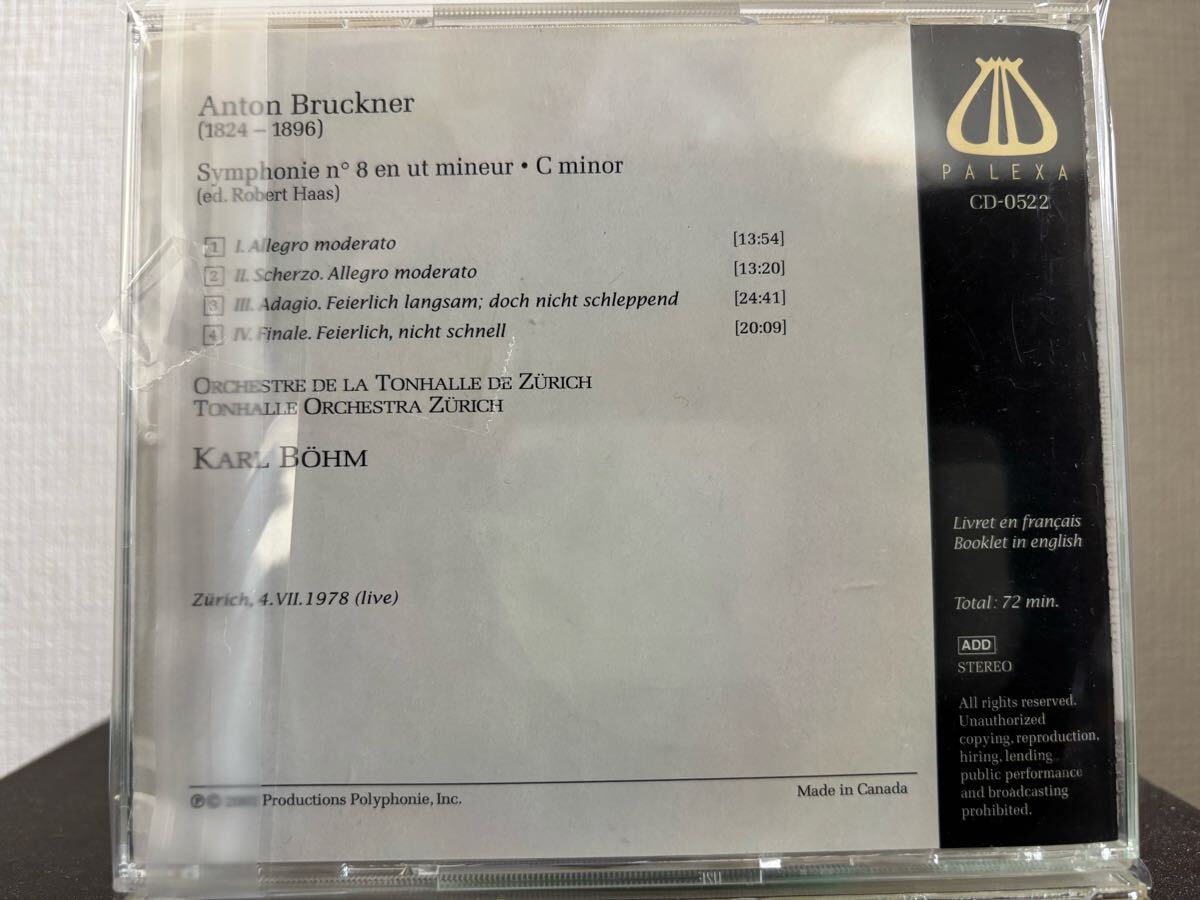 Anton Bruckner
(1824 – 1896)
Symphonie n° 8 en ut mineur • C minor
(ed. Robert Haas)
1 I. Allegro moderato [13:54]
2 II. Scherzo. Allegro moderato [13:20]
3 III. Adagio. Feierlich langsam; doch nicht schleppend [24:41]
4 IV. Finale. Feierlich, nicht schnell [20:09]
ORCHESTRE DE LA TONHALLE DE ZÜRICH
TONHALLE ORCHESTRA ZÜRICH
KARL BÖHM
Zürich, 4.VII.1978 (live)
℗© Productions Polyphonie, Inc.
Made in Canada
PALEXA
CD-0522
Livret en français
Booklet in english
Total: 72 min.
ADD
STEREO
All rights reserved.
Unauthorized
copying, reproduction,
hiring, lending
public performance
and broadcasting
prohibited.